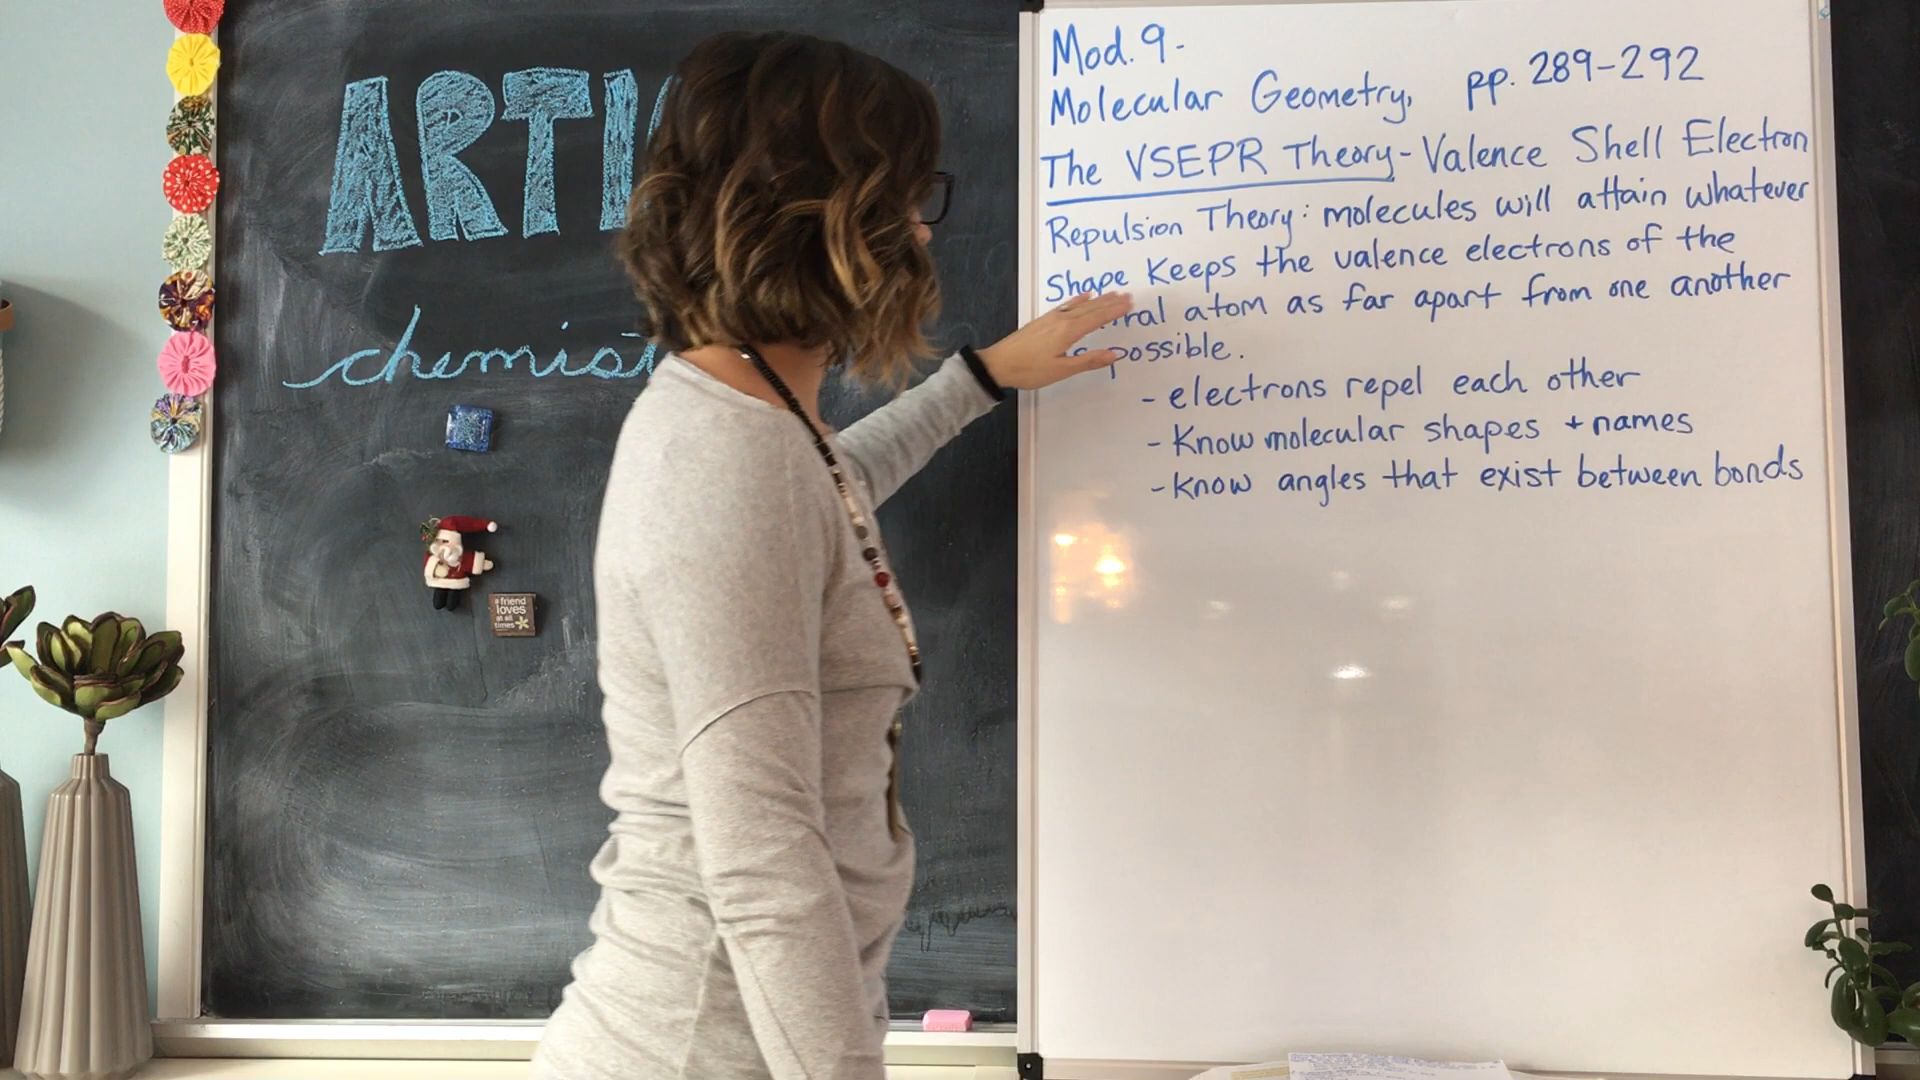 ARTI
chemist
a friend
loves
at all
times
Mod. 9 -
Molecular Geometry, pp. 289-292
The VSEPR Theory - Valence Shell Electron
Repulsion Theory: molecules will attain whatever
shape keeps the valence electrons of the
ral atom as far apart from one another
possible.
- electrons repel each other
- Know molecular shapes + names
- Know angles that exist between bonds